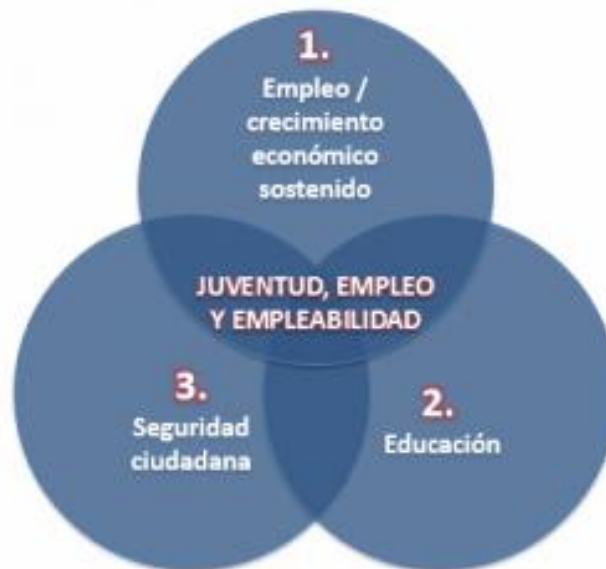 1.
Empleo /
crecimiento
económico
sostenido
JUVENTUD, EMPLEO
Y EMPLEABILIDAD
3.
Seguridad
ciudadana
2.
Educación